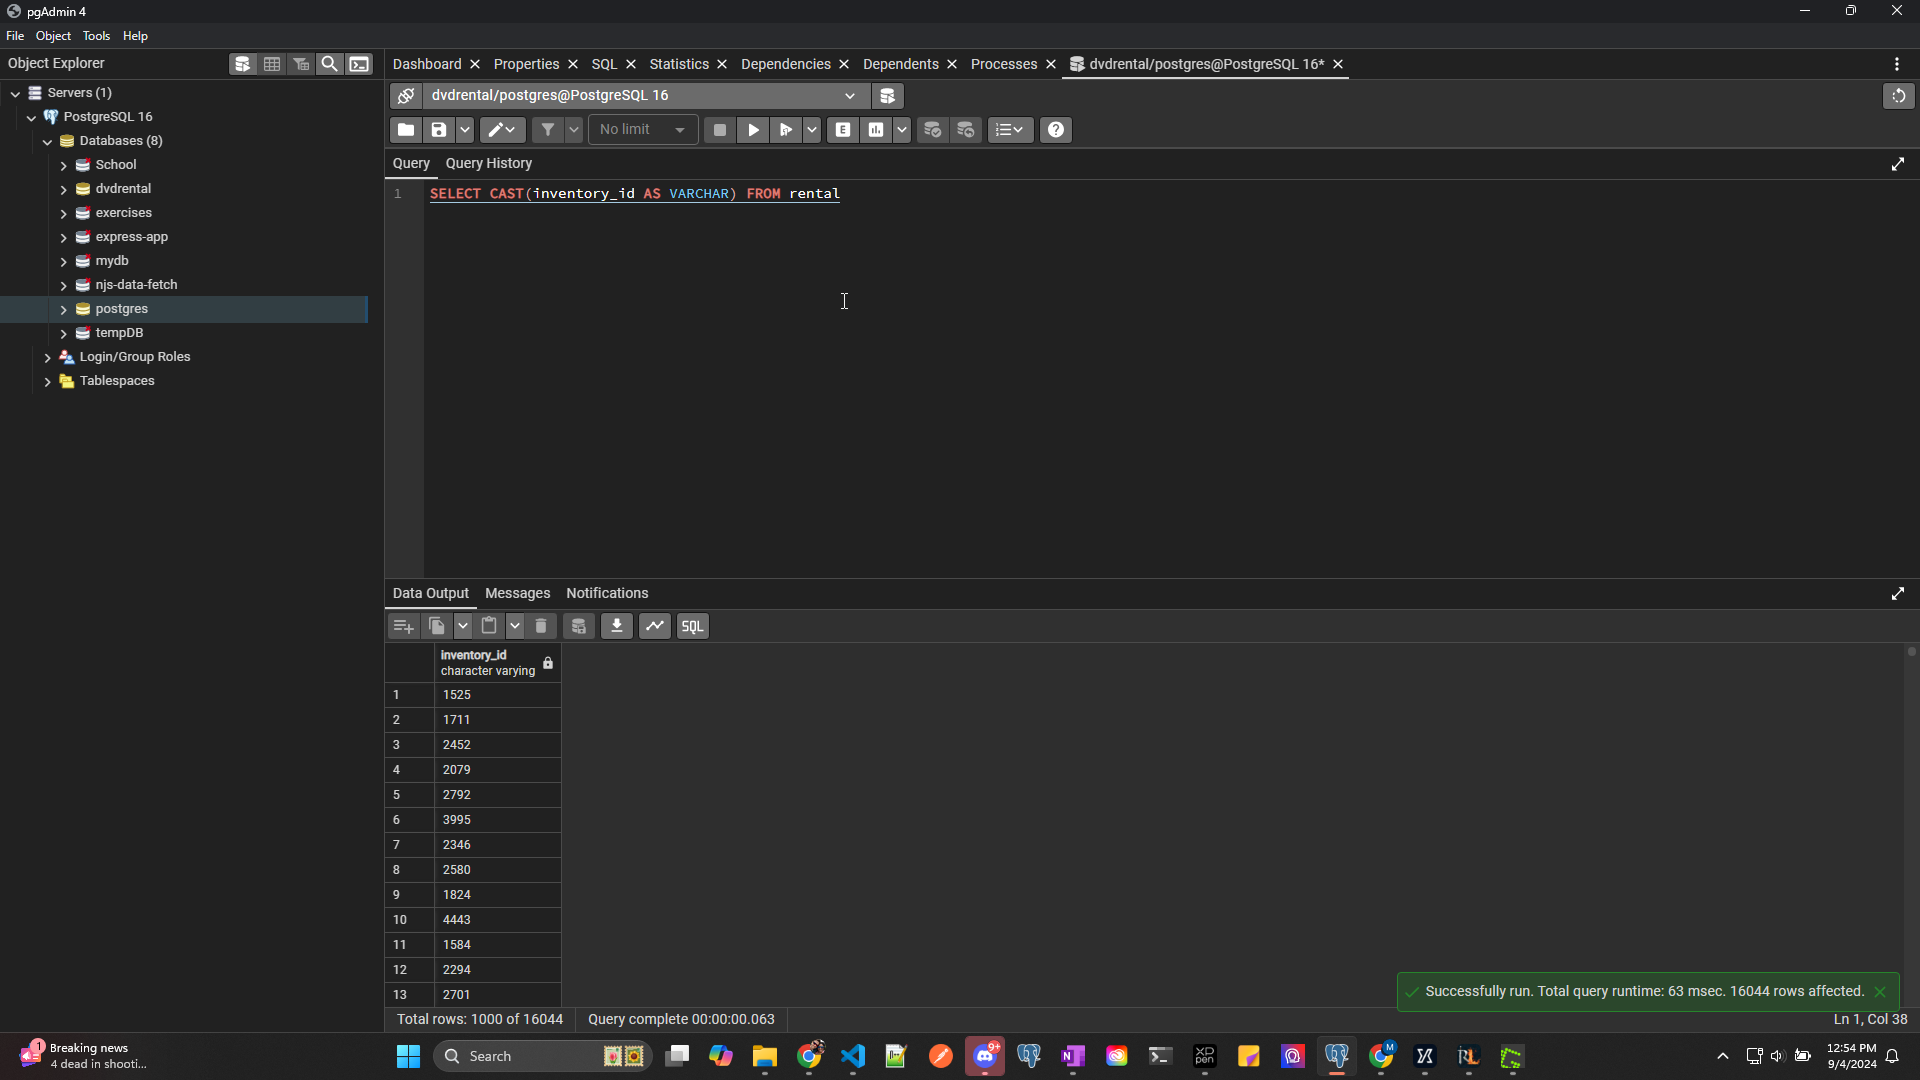 pgAdmin 4
File Object Tools Help
Object Explorer
Dashboard Properties SQL Statistics Dependencies Dependents Processes dvdrental/postgres@PostgreSQL 16*
Servers (1)
PostgreSQL 16
Databases (8)
School
dvdrental
exercises
express-app
mydb
njs-data-fetch
postgres
tempDB
Login/Group Roles
Tablespaces
dvdrental/postgres@PostgreSQL 16
No limit
E
Query Query History
1 SELECT CAST(inventory_id AS VARCHAR) FROM rental
Data Output Messages Notifications
SQL
inventory_id
character varying
1 1525
2 1711
3 2452
4 2079
5 2792
6 3995
7 2346
8 2580
9 1824
10 4443
11 1584
12 2294
13 2701
Successfully run. Total query runtime: 63 msec. 16044 rows affected.
Total rows: 1000 of 16044 Query complete 00:00:00.063 Ln 1, Col 38
1
Breaking news
4 dead in shooti...
Search
9+
N
XP
pen
M
12:54 PM
9/4/2024